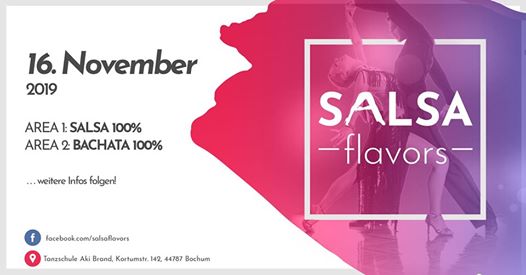 16. November
2019
AREA 1: SALSA 100%
AREA 2: BACHATA 100%
... weitere Infos folgen!
facebook.com/salsaflavors
Tanzschule Aki Brand, Kortumstr. 142, 44787 Bochum
SALSA
flavors